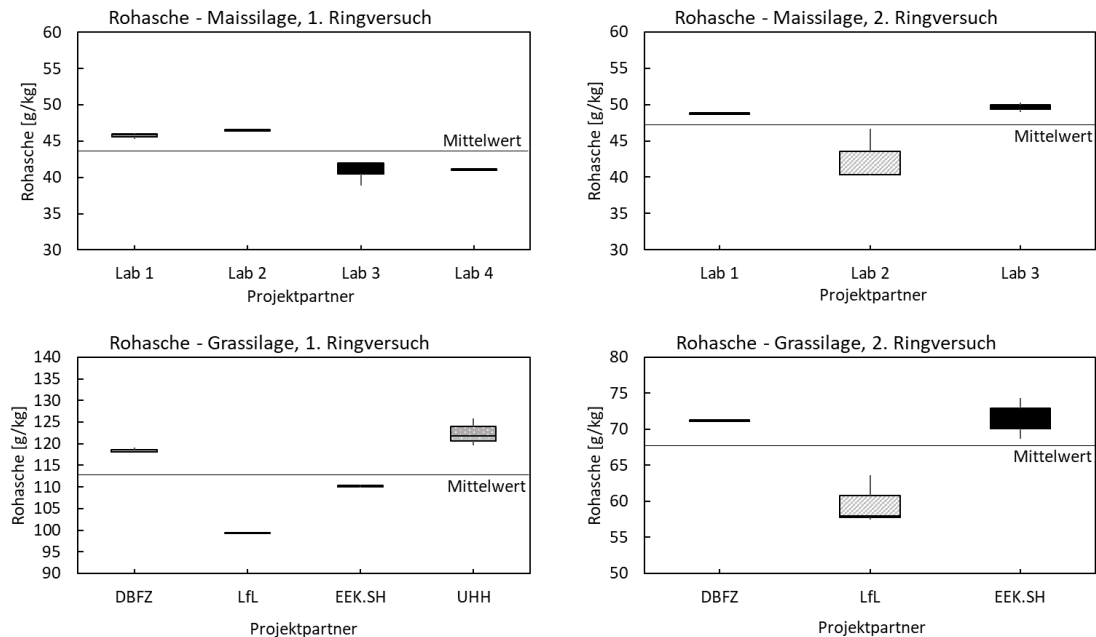 Rohasche - Maissilage, 1. Ringversuch
60
55
50
45
40
35
30
Rohasche [g/kg]
Mittelwert
Lab 1 Lab 2 Lab 3 Lab 4
Projektpartner
Rohasche - Maissilage, 2. Ringversuch
60
50
40
30
Rohasche [g/kg]
Mittelwert
Lab 1 Lab 2 Lab 3
Projektpartner
Rohasche - Grassilage, 1. Ringversuch
140
135
130
125
120
115
110
105
100
95
90
Rohasche [g/kg]
Mittelwert
DBFZ LfL EEK.SH UHH
Projektpartner
Rohasche - Grassilage, 2. Ringversuch
80
75
70
65
60
55
50
Rohasche [g/kg]
Mittelwert
DBFZ LfL EEK.SH
Projektpartner